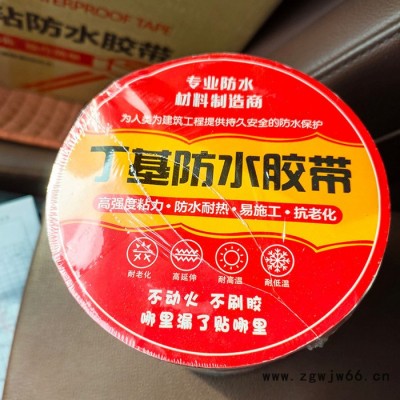 TERPROOF TAPE
粘防水胶带
专业防水
材料制造商
为人类为建筑工程提供持久安全的防水保护
丁基防水胶带
高强度粘力·防水耐热·易施工·抗老化
耐老化 高延伸 耐高温 耐低温
不动火 不刷胶
哪里漏了贴哪里
www.zgwjw66.cn